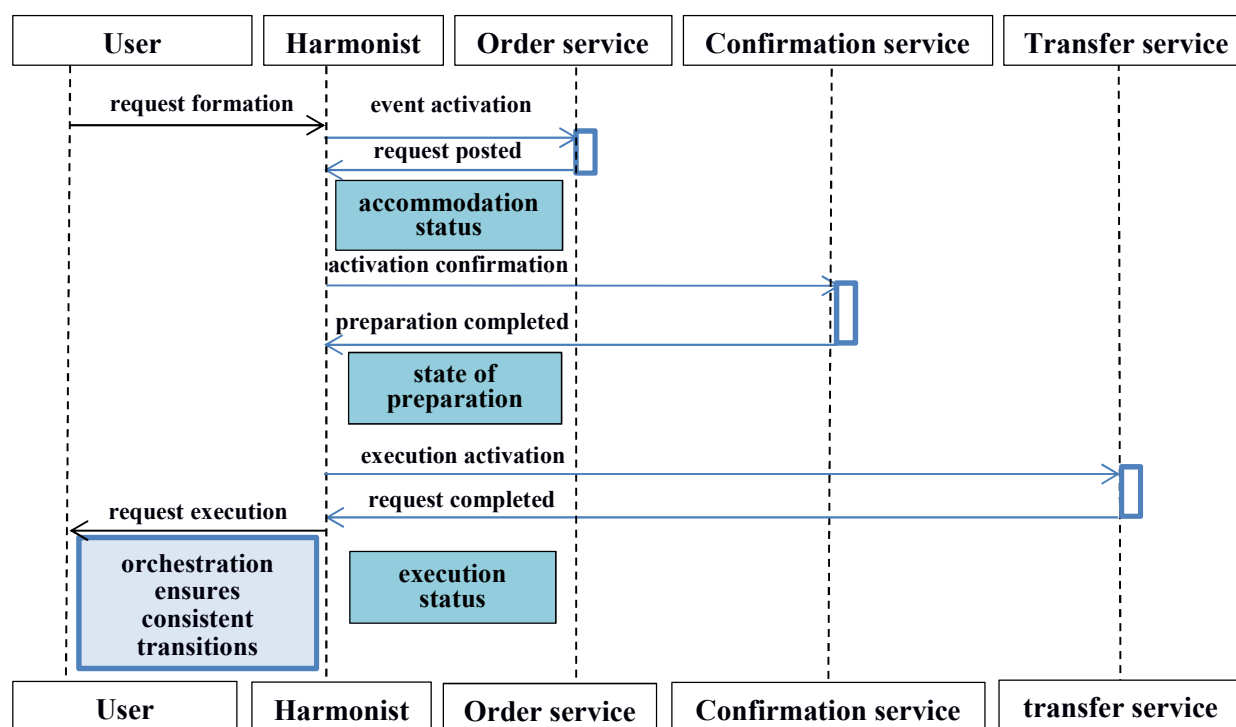 User
Harmonist
Order service
Confirmation service
Transfer service
request formation
event activation
request posted
accommodation
status
activation confirmation
preparation completed
state of
preparation
execution activation
request completed
request execution
orchestration
ensures
consistent
transitions
execution
status
User
Harmonist
Order service
Confirmation service
transfer service